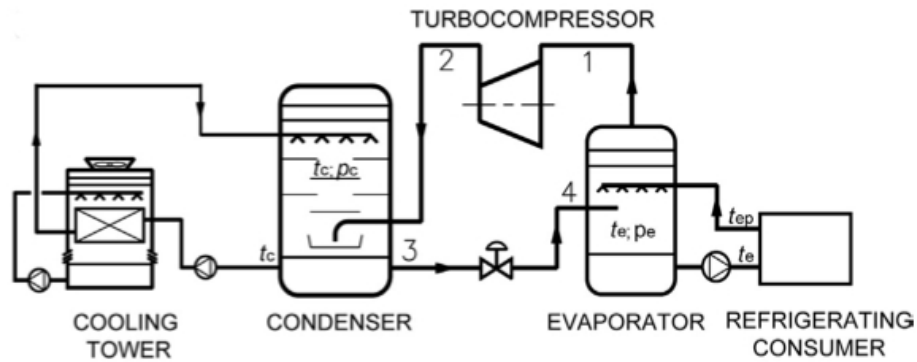 TURBOCOMPRESSOR
2
1
tc; pc
4
te; pe
tep
tc
3
te
COOLING
TOWER
CONDENSER
EVAPORATOR
REFRIGERATING
CONSUMER